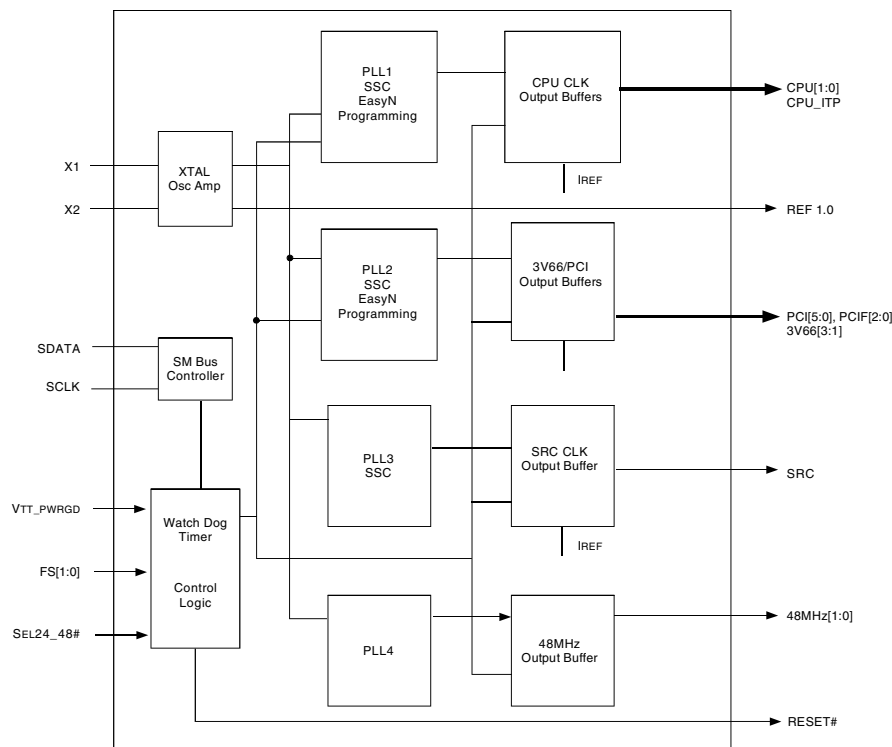 PLL1
SSC
EasyN
Programming
CPU CLK
Output Buffers
CPU[1:0]
CPU_ITP
IREF
X1
X2
XTAL
Osc Amp
REF 1.0
PLL2
SSC
EasyN
Programming
3V66/PCI
Output Buffers
PCI[5:0], PCIF[2:0]
3V66[3:1]
SDATA
SCLK
SM Bus
Controller
PLL3
SSC
SRC CLK
Output Buffer
SRC
IREF
VTT_PWRGD
FS[1:0]
SEL24_48#
Watch Dog
Timer
Control
Logic
PLL4
48MHz
Output Buffer
48MHz[1:0]
RESET#